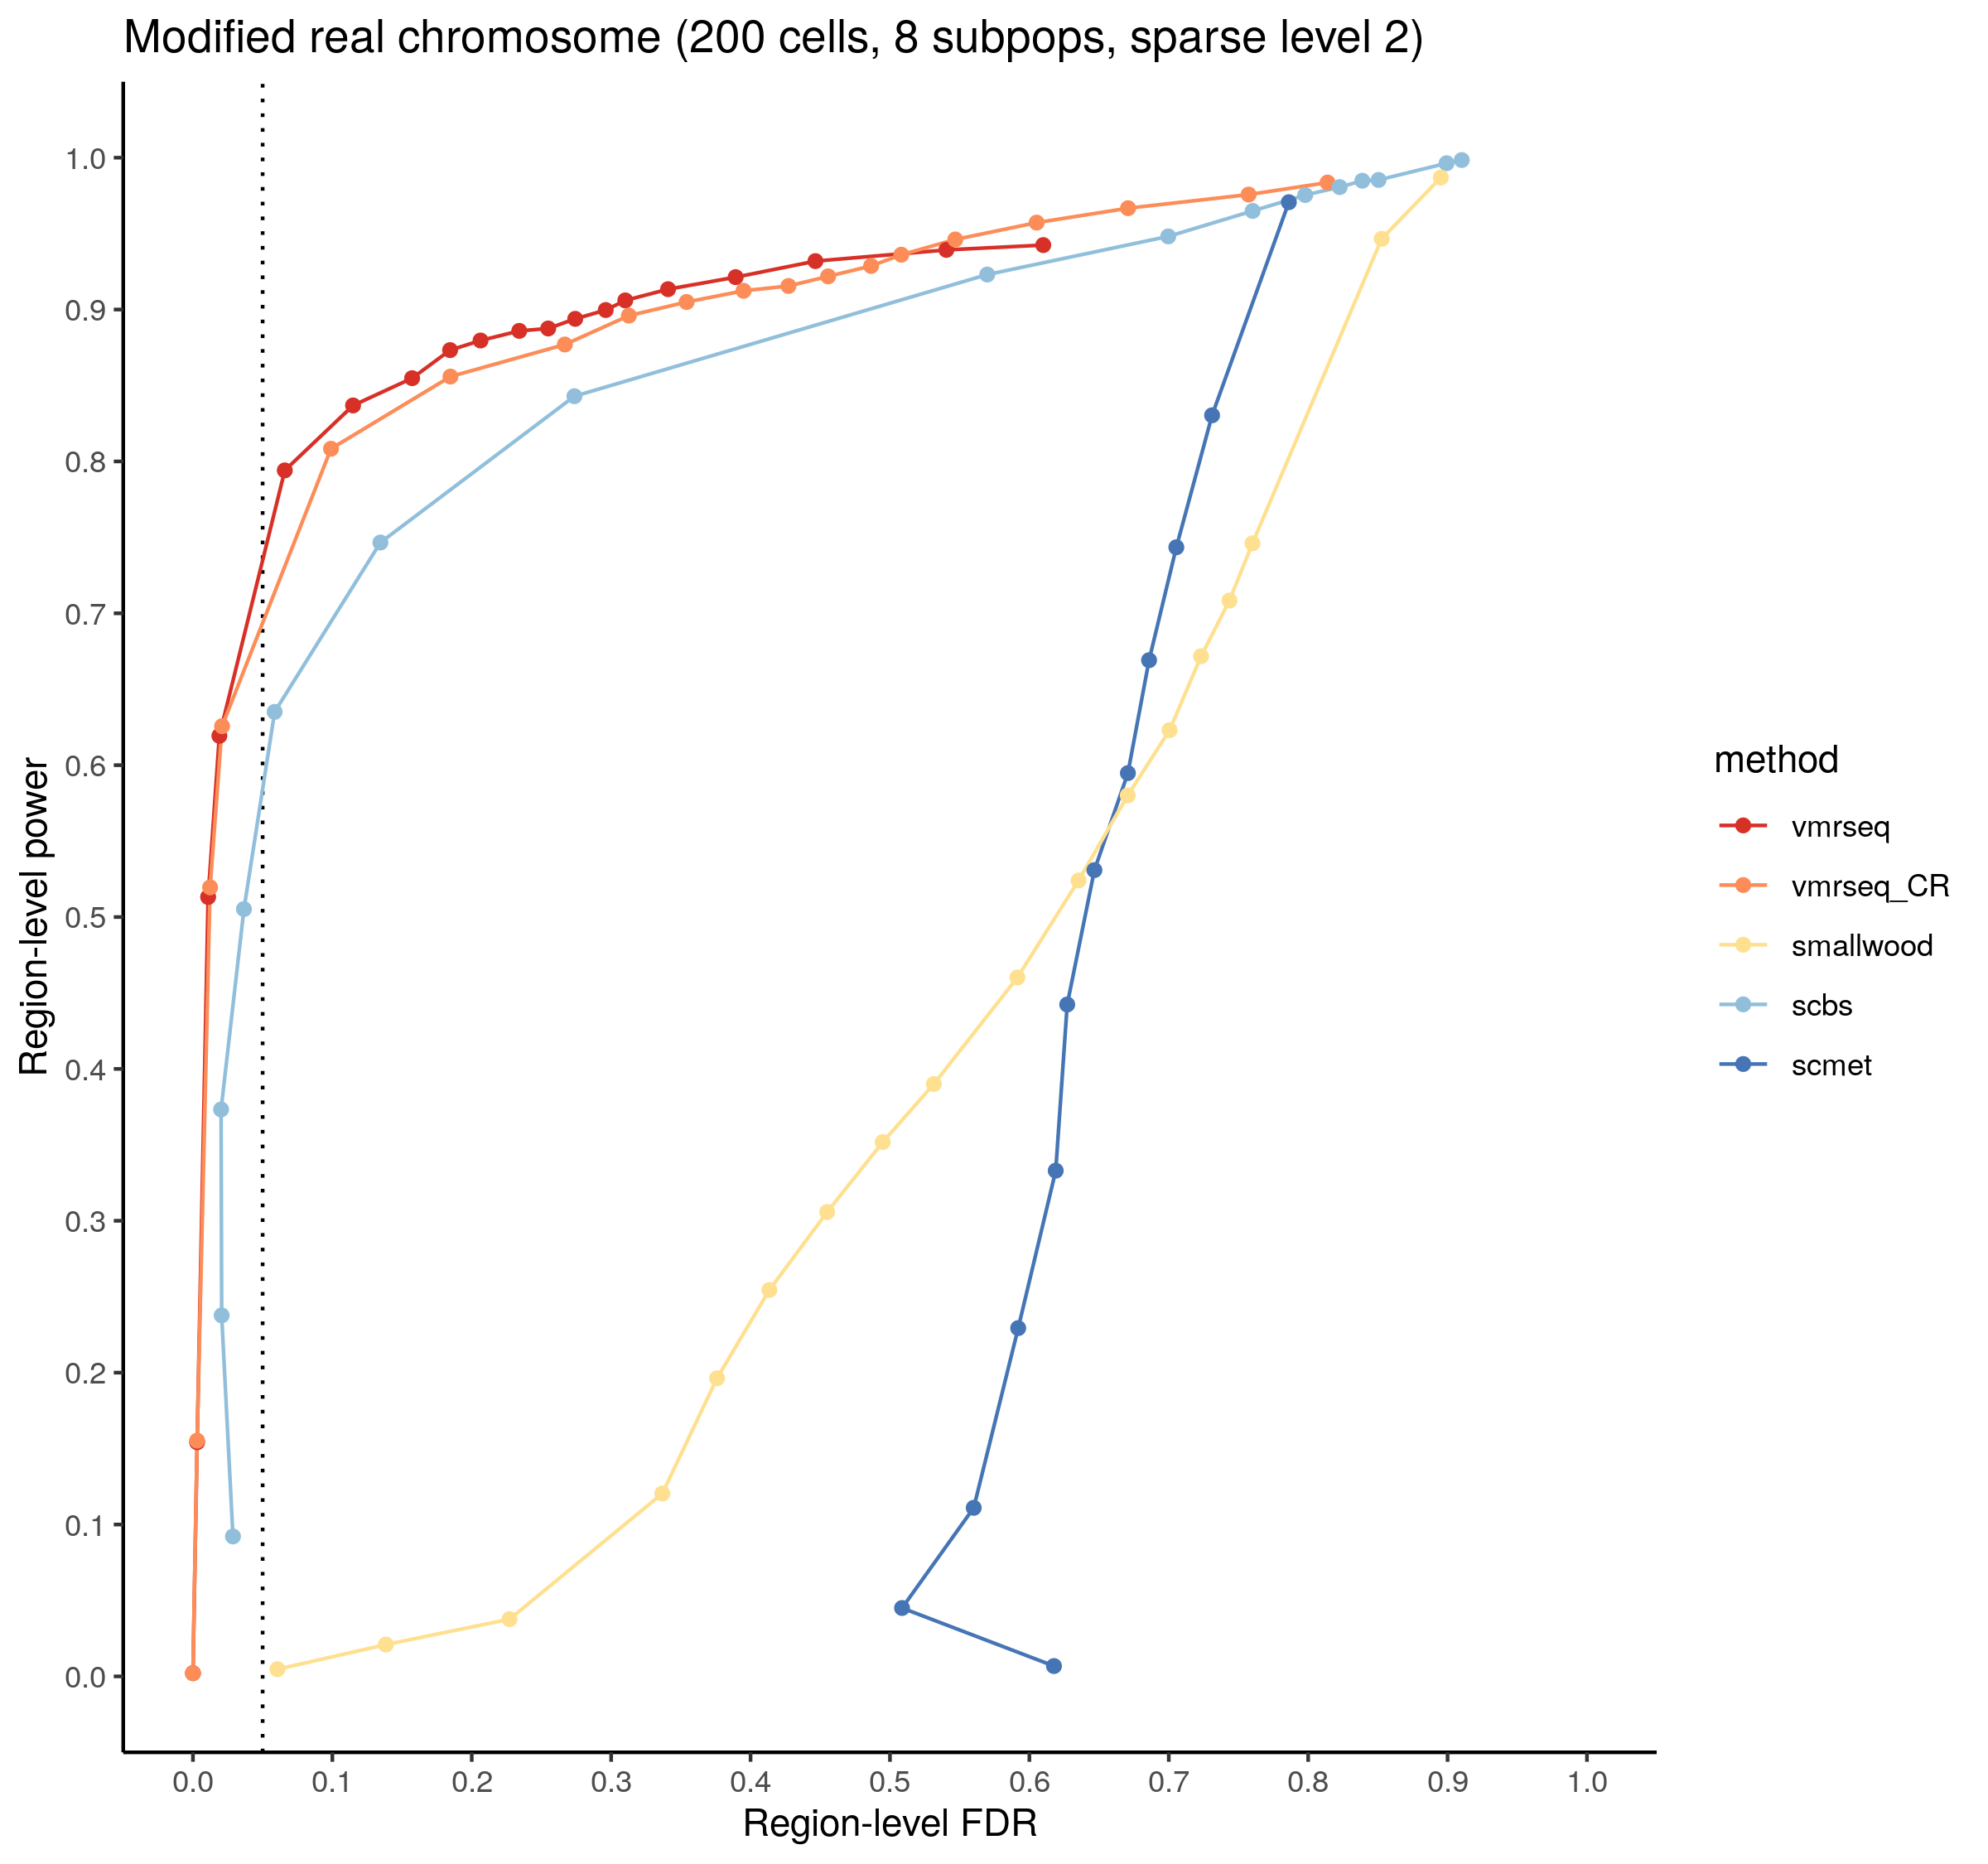 Modified real chromosome (200 cells, 8 subpops, sparse level 2)
Region-level power
1.0
0.9
0.8
0.7
0.6
0.5
0.4
0.3
0.2
0.1
0.0
0.0 0.1 0.2 0.3 0.4 0.5 0.6 0.7 0.8 0.9 1.0
Region-level FDR
method
vmrseq
vmrseq_CR
smallwood
scbs
scmet